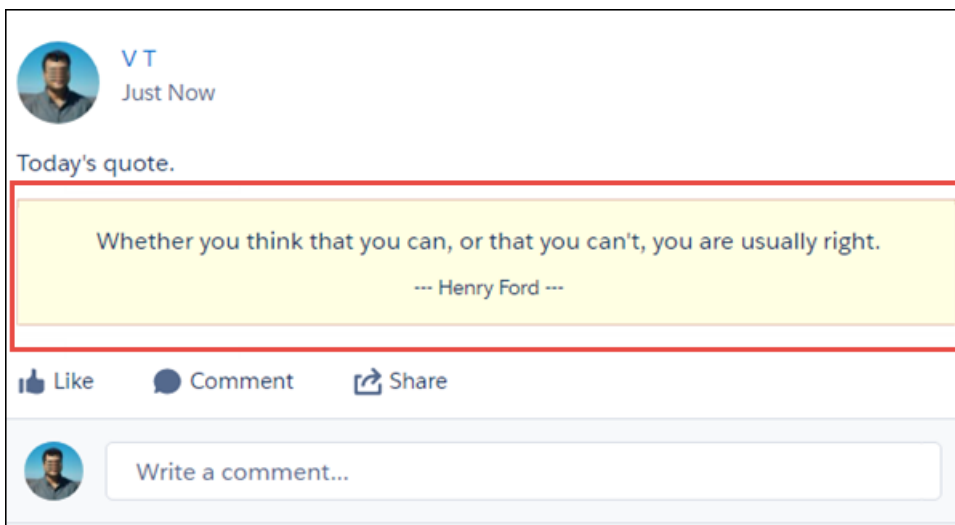 V T
Just Now
Today's quote.
Whether you think that you can, or that you can't, you are usually right.
--- Henry Ford ---
Like Comment Share
Write a comment...